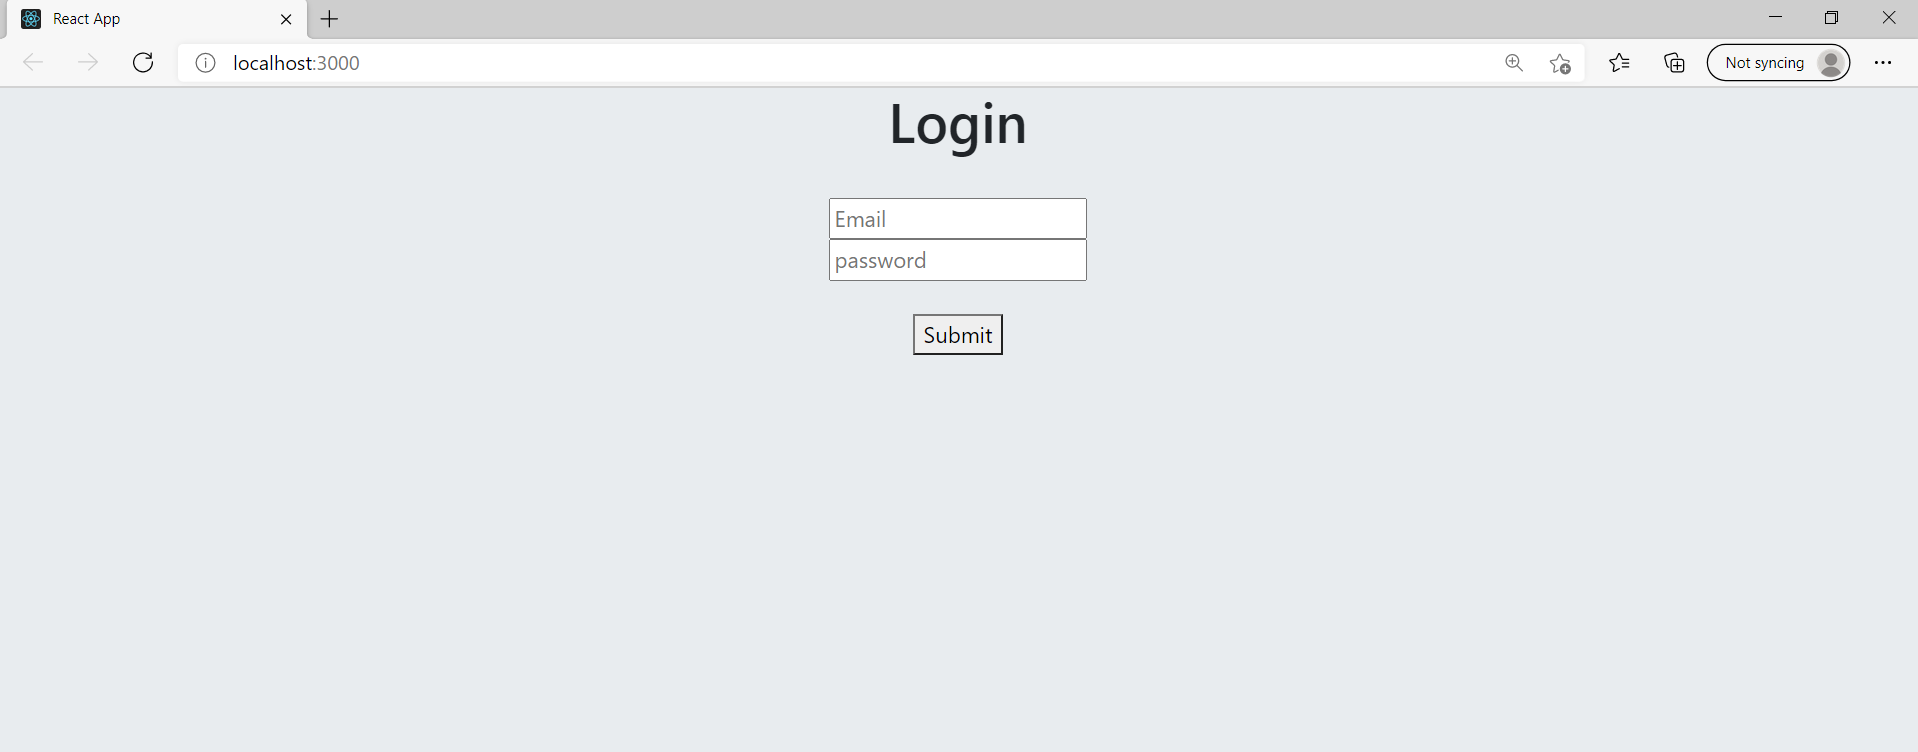 React App
localhost:3000
Not syncing
Login
Email
password
Submit